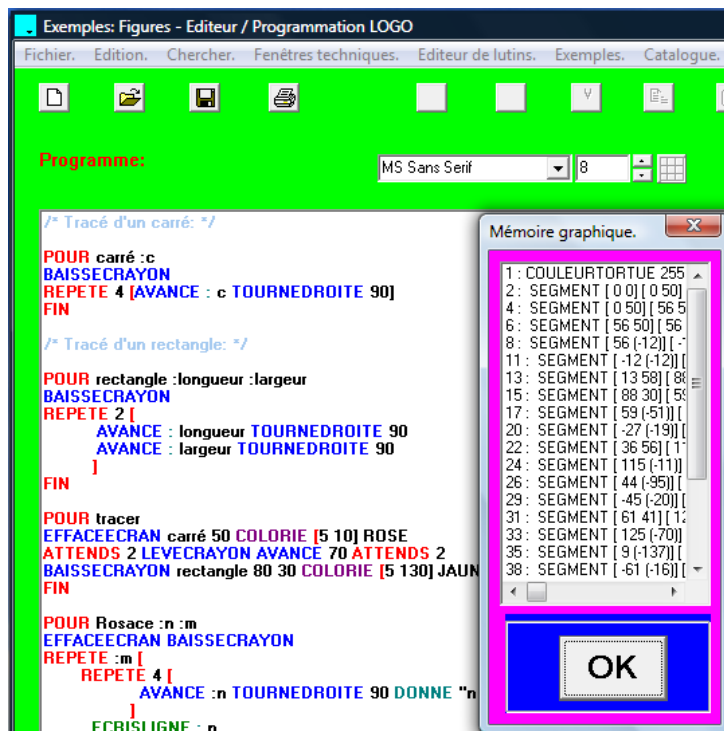 Exemples: Figures - Editeur / Programmation LOGO
Fichier. Edition. Chercher. Fenêtres techniques. Editeur de lutins. Exemples. Catalogue.
Programme:
MS Sans Serif 8
/* Tracé d'un carré: */
POUR carré :c
BAISSECRAYON
REPETE 4 [AVANCE : c TOURNEDROITE 90]
FIN
/* Tracé d'un rectangle: */
POUR rectangle :longueur :largeur
BAISSECRAYON
REPETE 2 [
AVANCE : longueur TOURNEDROITE 90
AVANCE : largeur TOURNEDROITE 90
]
FIN
POUR tracer
EFFACEECRAN carré 50 COLORIE [5 10] ROSE
ATTENDS 2 LEVECRAYON AVANCE 70 ATTENDS 2
BAISSECRAYON rectangle 80 30 COLORIE [5 130] JAUN
FIN
POUR Rosace :n :m
EFFACEECRAN BAISSECRAYON
REPETE :m [
REPETE 4 [
AVANCE :n TOURNEDROITE 90 DONNE "n
]
ECRISLIGNE : n
Mémoire graphique.
1 : COULEURTORTUE 255
2 : SEGMENT [ 0 0] [ 0 50]
4 : SEGMENT [ 0 50] [ 56 5
6 : SEGMENT [ 56 50] [ 56
8 : SEGMENT [ 56 (-12)] [ -
11 : SEGMENT [ -12 (-12)] [
13 : SEGMENT [ 13 58] [ 88
15 : SEGMENT [ 88 30] [ 59
17 : SEGMENT [ 59 (-51)] [
20 : SEGMENT [ -27 (-19)] [
22 : SEGMENT [ 36 56] [ 1
24 : SEGMENT [ 115 (-11)] [
26 : SEGMENT [ 44 (-95)] [
29 : SEGMENT [ -45 (-20)] [
31 : SEGMENT [ 61 41] [ 12
33 : SEGMENT [ 125 (-70)]
35 : SEGMENT [ 9 (-137)] [
38 : SEGMENT [ -61 (-16)] [
OK